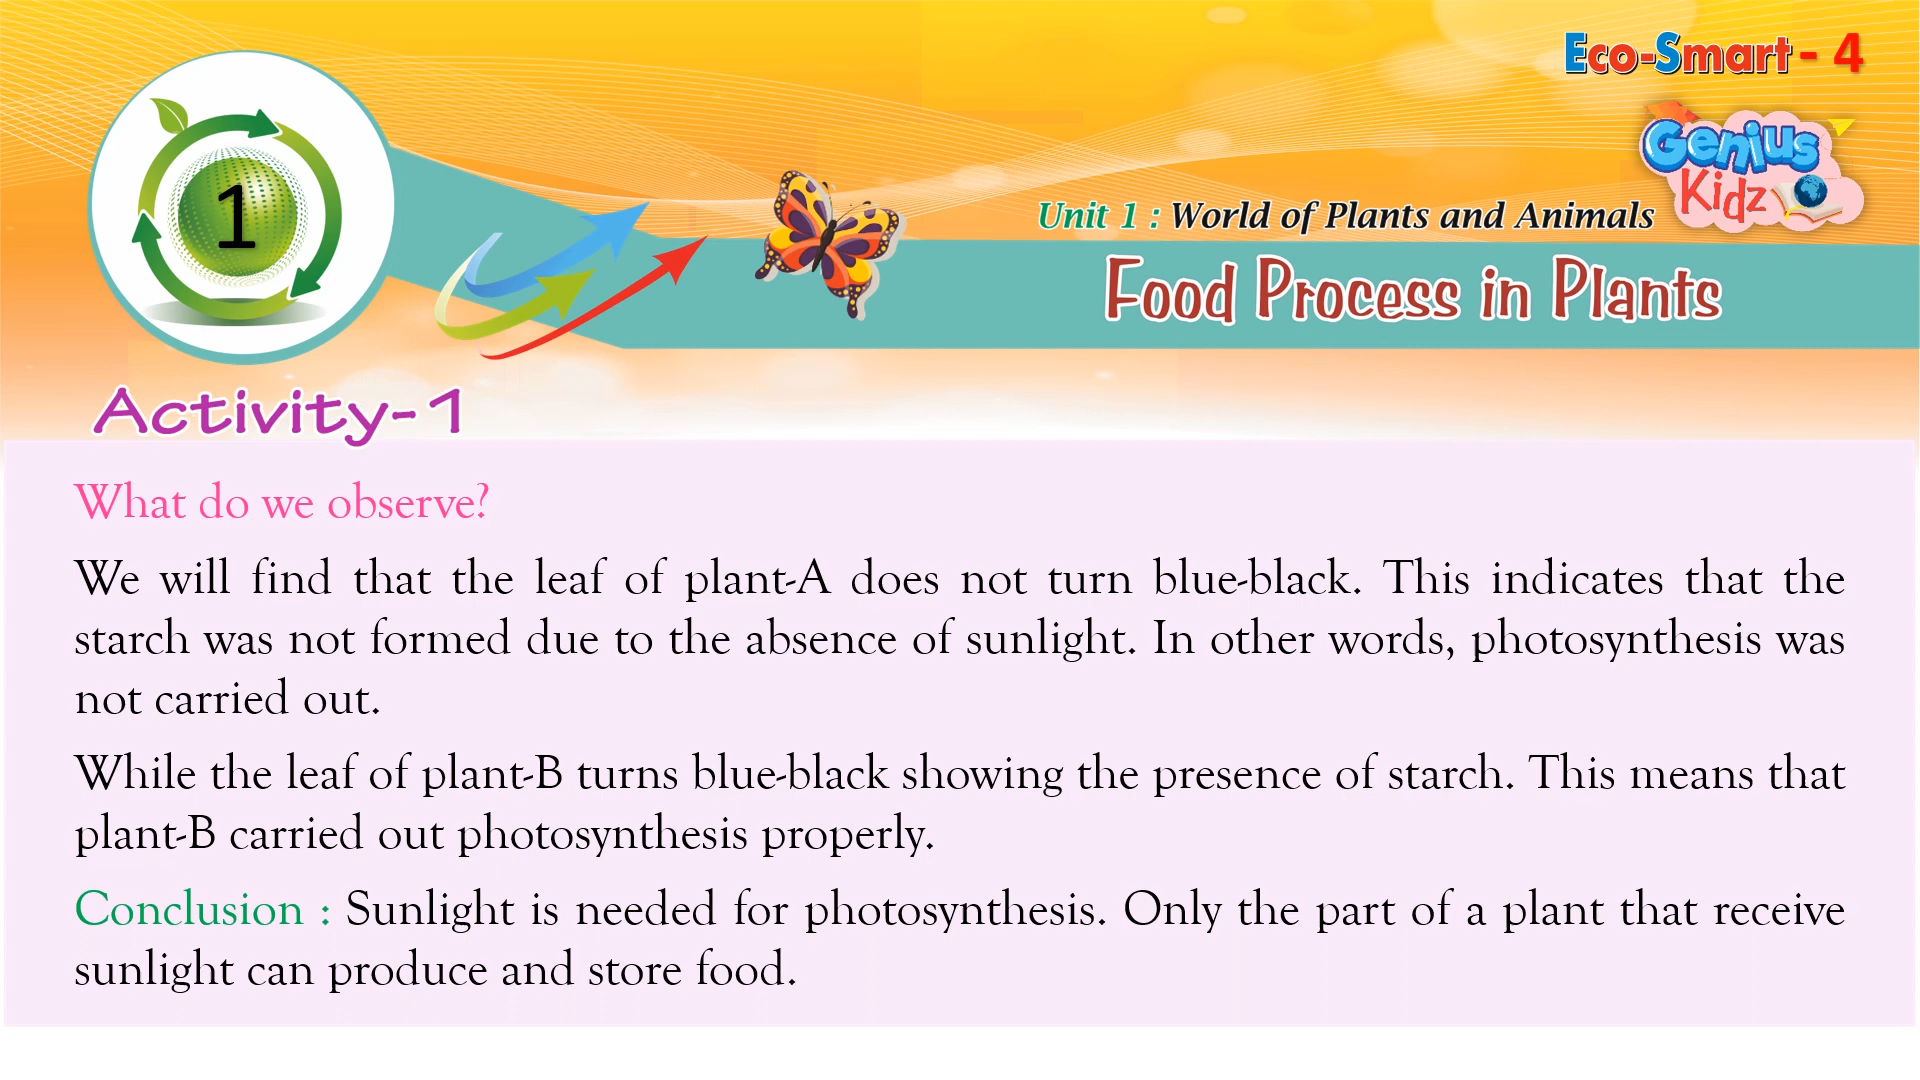 Eco-Smart - 4
Genius
Kidz
1
Unit 1 : World of Plants and Animals
Food Process in Plants
Activity-1
What do we observe?
We will find that the leaf of plant-A does not turn blue-black. This indicates that the
starch was not formed due to the absence of sunlight. In other words, photosynthesis was
not carried out.
While the leaf of plant-B turns blue-black showing the presence of starch. This means that
plant-B carried out photosynthesis properly.
Conclusion : Sunlight is needed for photosynthesis. Only the part of a plant that receive
sunlight can produce and store food.